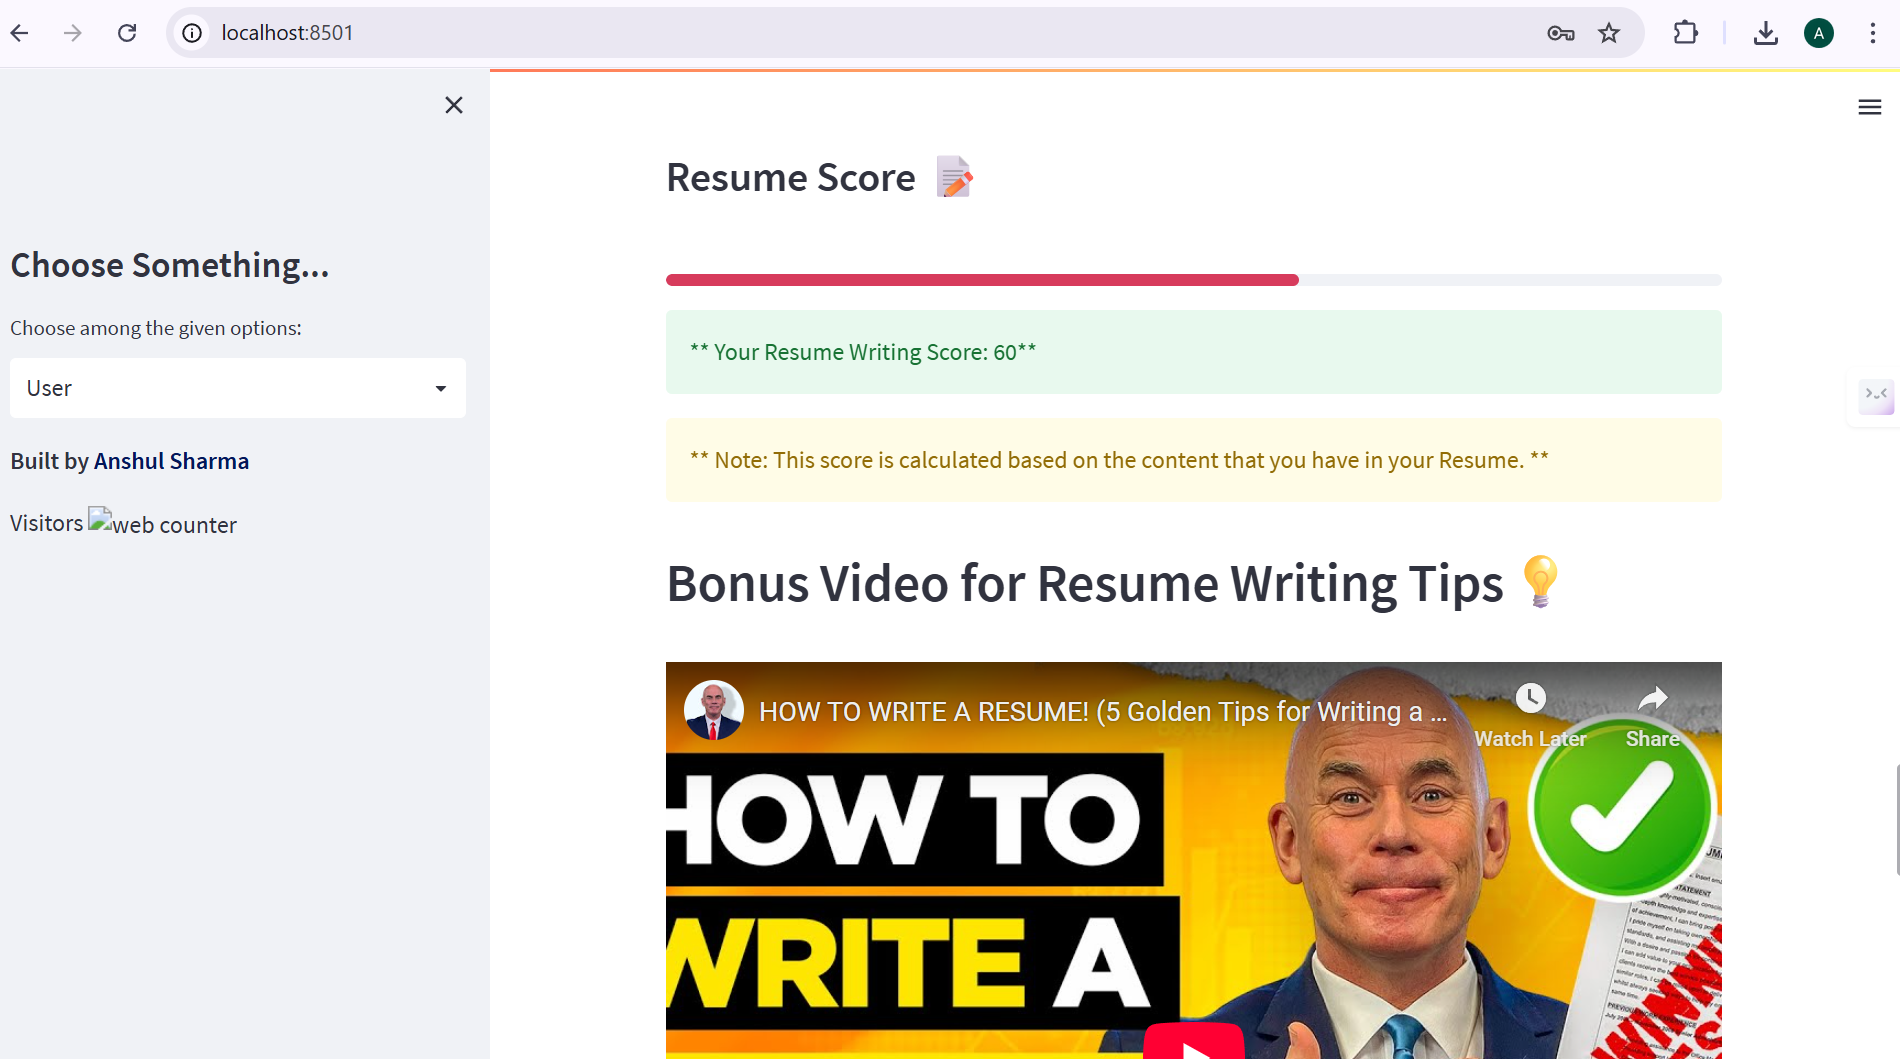 localhost:8501
A
Choose Something...
Choose among the given options:
User
Built by Anshul Sharma
Visitors web counter
Resume Score
** Your Resume Writing Score: 60**
** Note: This score is calculated based on the content that you have in your Resume. **
Bonus Video for Resume Writing Tips
HOW TO WRITE A RESUME! (5 Golden Tips for Writing a ...
Watch Later
Share
HOW TO
WRITE A